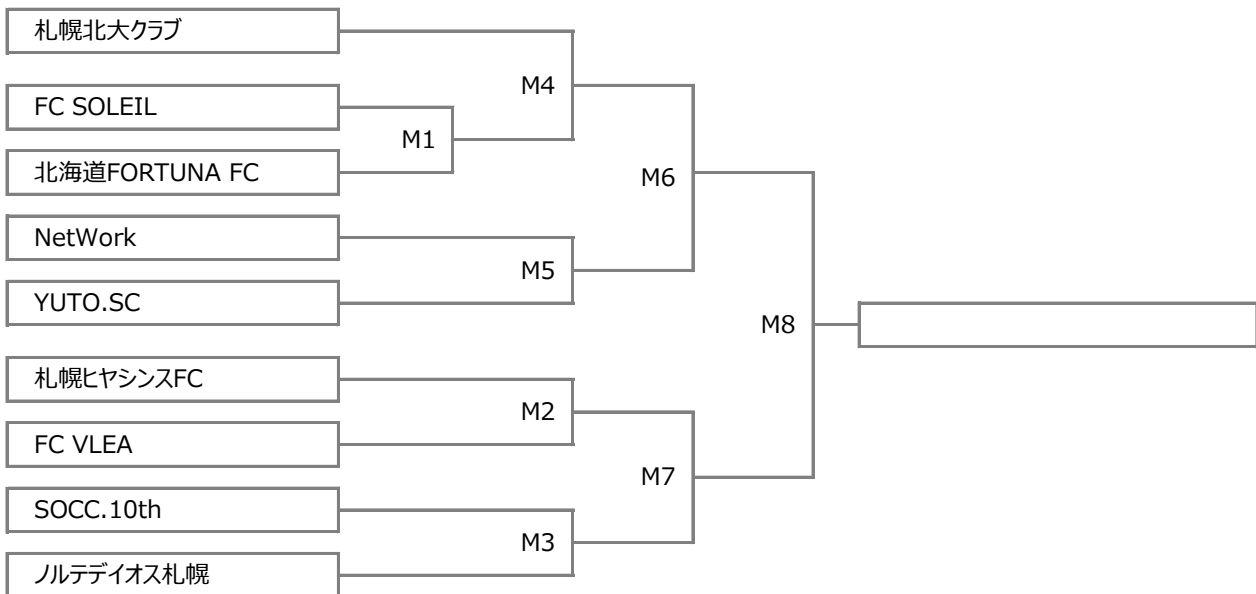 札幌北大クラブ
FC SOLEIL
北海道FORTUNA FC
NetWork
YUTO.SC
札幌ヒヤシンスFC
FC VLEA
SOCC.10th
ノルテデイオス札幌
M4
M1
M6
M5
M8
M2
M7
M3